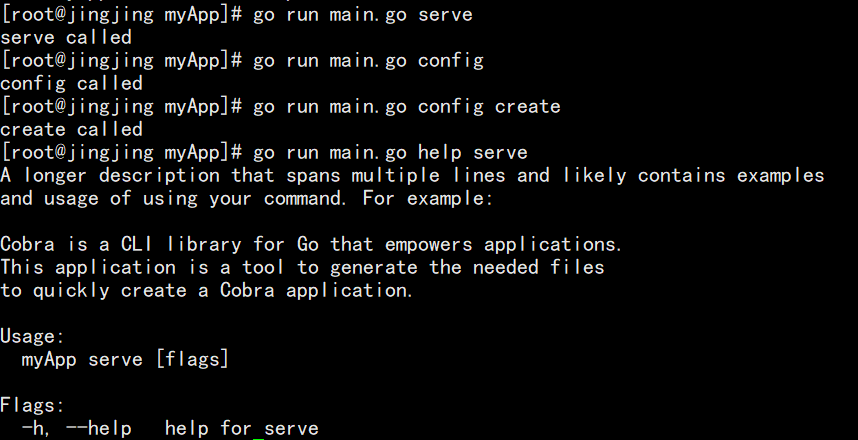 [root@jingjing myApp]# go run main.go serve
serve called
[root@jingjing myApp]# go run main.go config
config called
[root@jingjing myApp]# go run main.go config create
create called
[root@jingjing myApp]# go run main.go help serve
A longer description that spans multiple lines and likely contains examples
and usage of using your command. For example:

Cobra is a CLI library for Go that empowers applications.
This application is a tool to generate the needed files
to quickly create a Cobra application.

Usage:
  myApp serve [flags]

Flags:
  -h, --help   help for serve